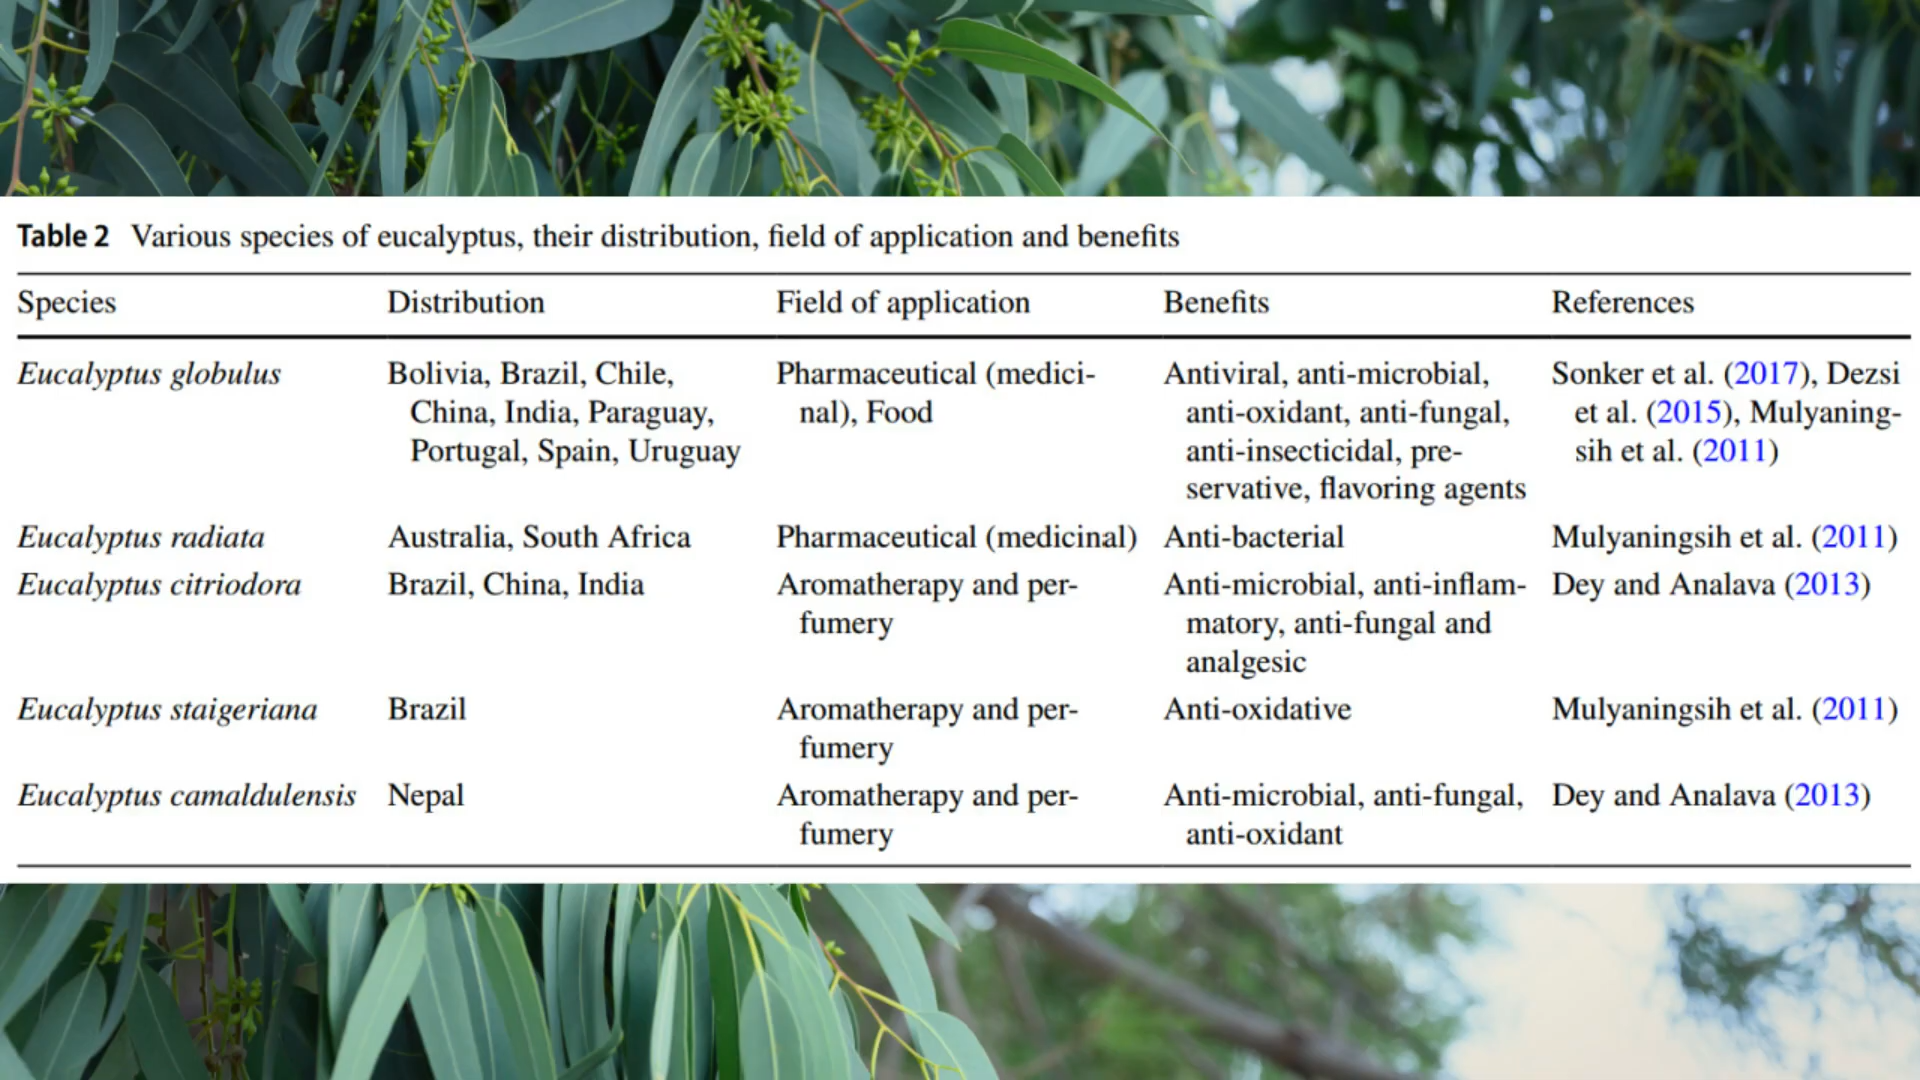 Table 2 Various species of eucalyptus, their distribution, field of application and benefits
Species Distribution Field of application Benefits References
Eucalyptus globulus Bolivia, Brazil, Chile, Pharmaceutical (medici- Antiviral, anti-microbial, Sonker et al. (2017), Dezsi
China, India, Paraguay, nal), Food anti-oxidant, anti-fungal, et al. (2015), Mulyaning-
Portugal, Spain, Uruguay anti-insecticidal, pre- sih et al. (2011)
servative, flavoring agents
Eucalyptus radiata Australia, South Africa Pharmaceutical (medicinal) Anti-bacterial Mulyaningsih et al. (2011)
Eucalyptus citriodora Brazil, China, India Aromatherapy and per- Anti-microbial, anti-inflam- Dey and Analava (2013)
fumery matory, anti-fungal and
analgesic
Eucalyptus staigeriana Brazil Aromatherapy and per- Anti-oxidative Mulyaningsih et al. (2011)
fumery
Eucalyptus camaldulensis Nepal Aromatherapy and per- Anti-microbial, anti-fungal, Dey and Analava (2013)
fumery anti-oxidant